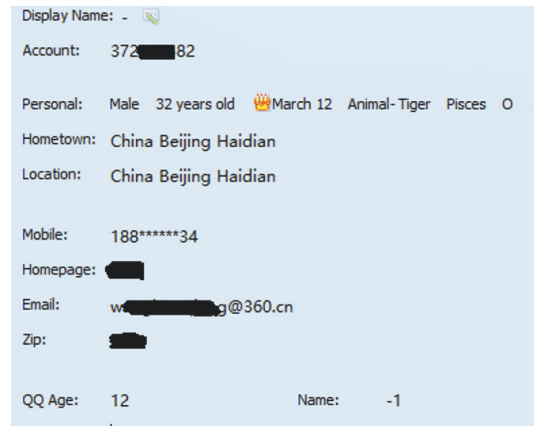 Display Name: -
Account: 372 82
Personal: Male 32 years old March 12 Animal- Tiger Pisces O
Hometown: China Beijing Haidian
Location: China Beijing Haidian
Mobile: 188******34
Homepage:
Email: w g@360.cn
Zip:
QQ Age: 12 Name: -1